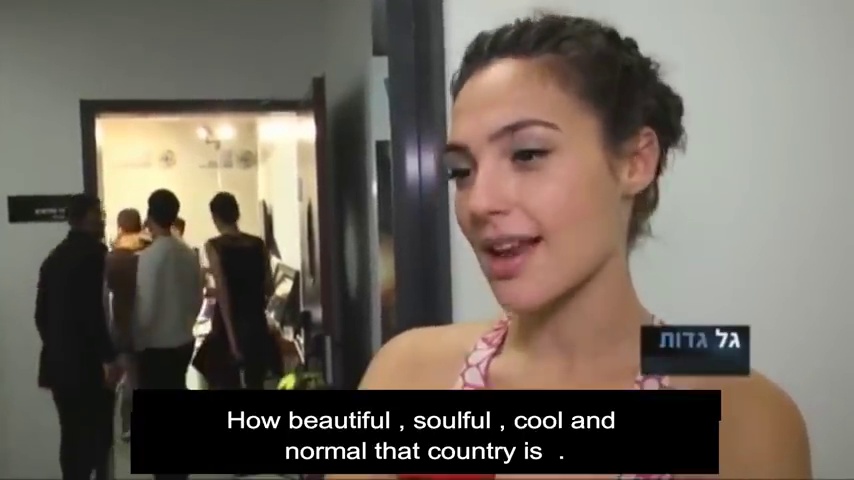 גל גדות
How beautiful , soulful , cool and
normal that country is .